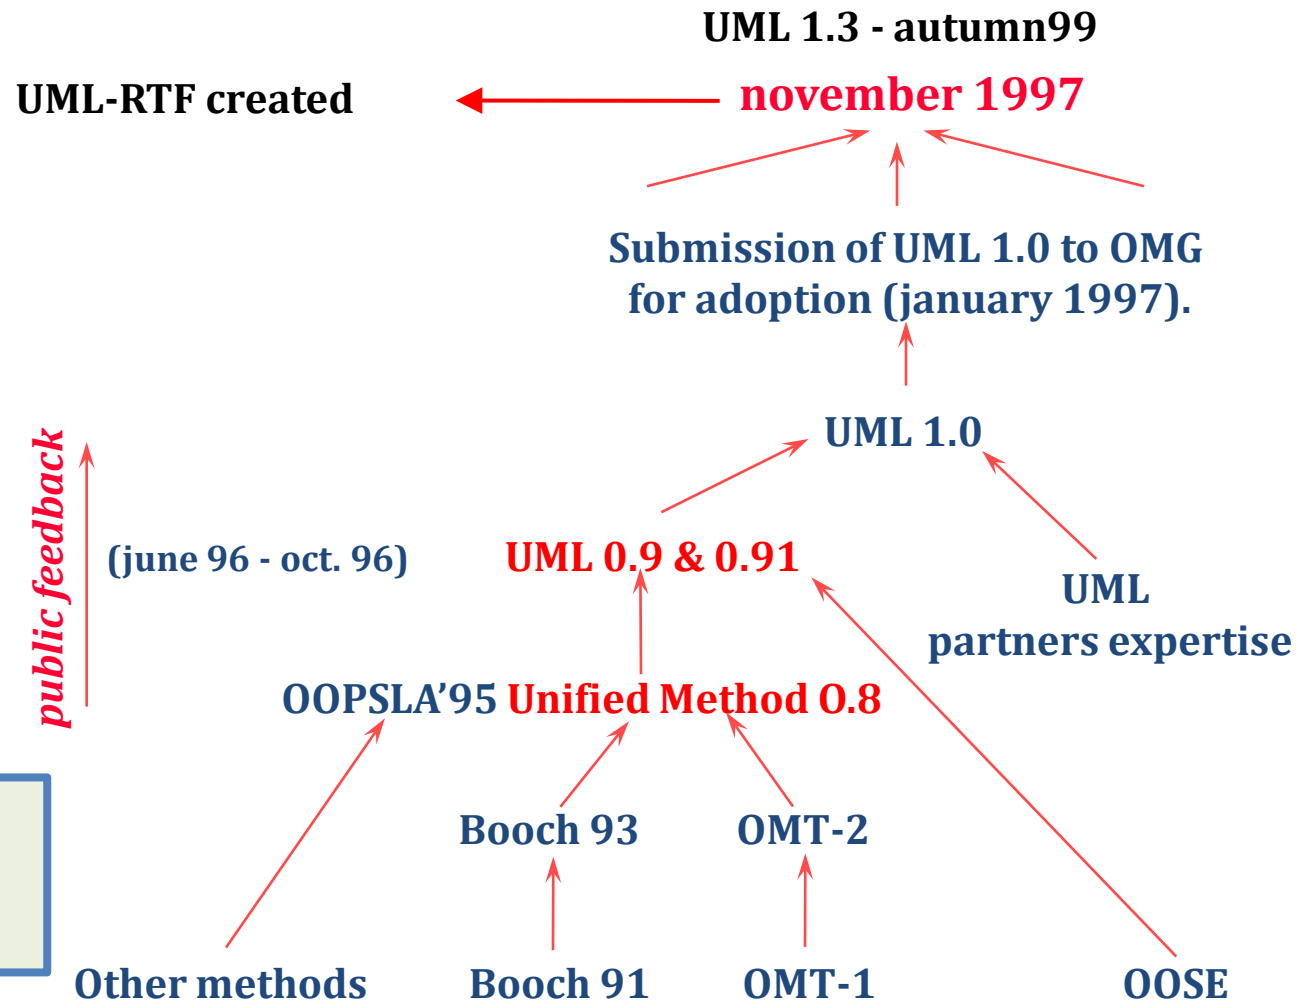 UML 1.3 - autumn99
UML-RTF created
november 1997
Submission of UML 1.0 to OMG
for adoption (january 1997).
UML 1.0
public feedback
(june 96 - oct. 96)
UML 0.9 & 0.91
UML
partners expertise
OOPSLA’95 Unified Method O.8
Booch 93
OMT-2
Other methods
Booch 91
OMT-1
OOSE